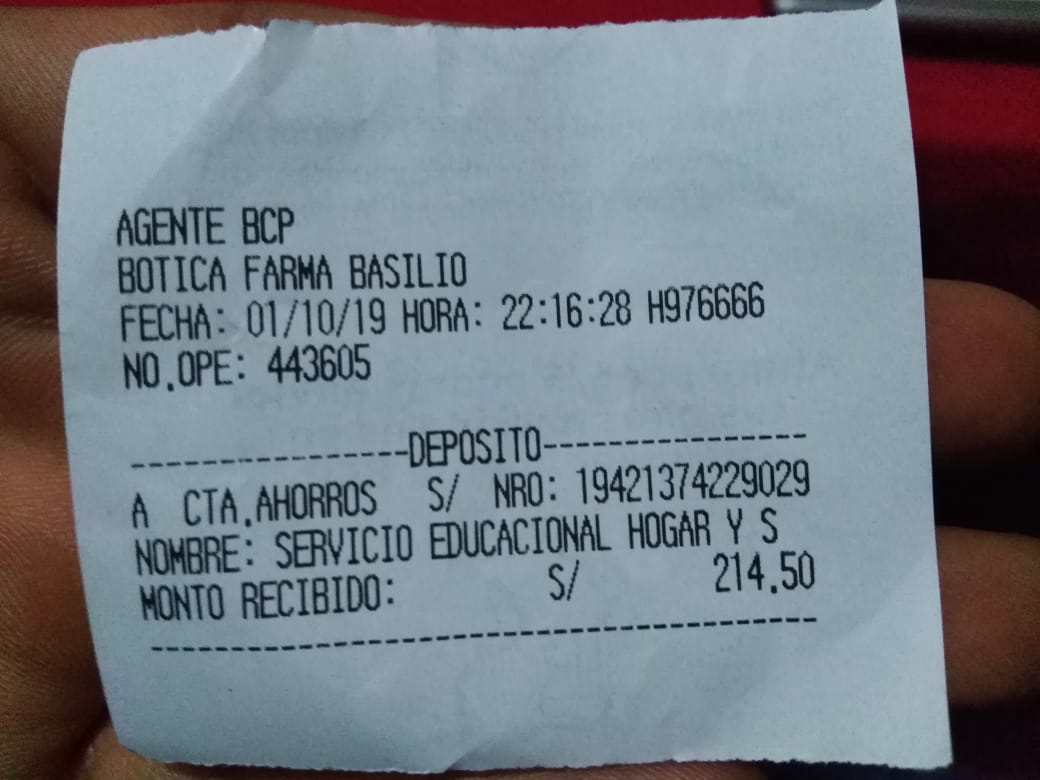 AGENTE BCP
BOTICA FARMA BASILIO
FECHA: 01/10/19 HORA: 22:16:28 H976666
NO.OPE: 443605
----------------DEPOSITO----------------
A CTA.AHORROS S/ NRO: 19421374229029
NOMBRE: SERVICIO EDUCACIONAL HOGAR Y S
MONTO RECIBIDO: S/ 214.50
----------------------------------------